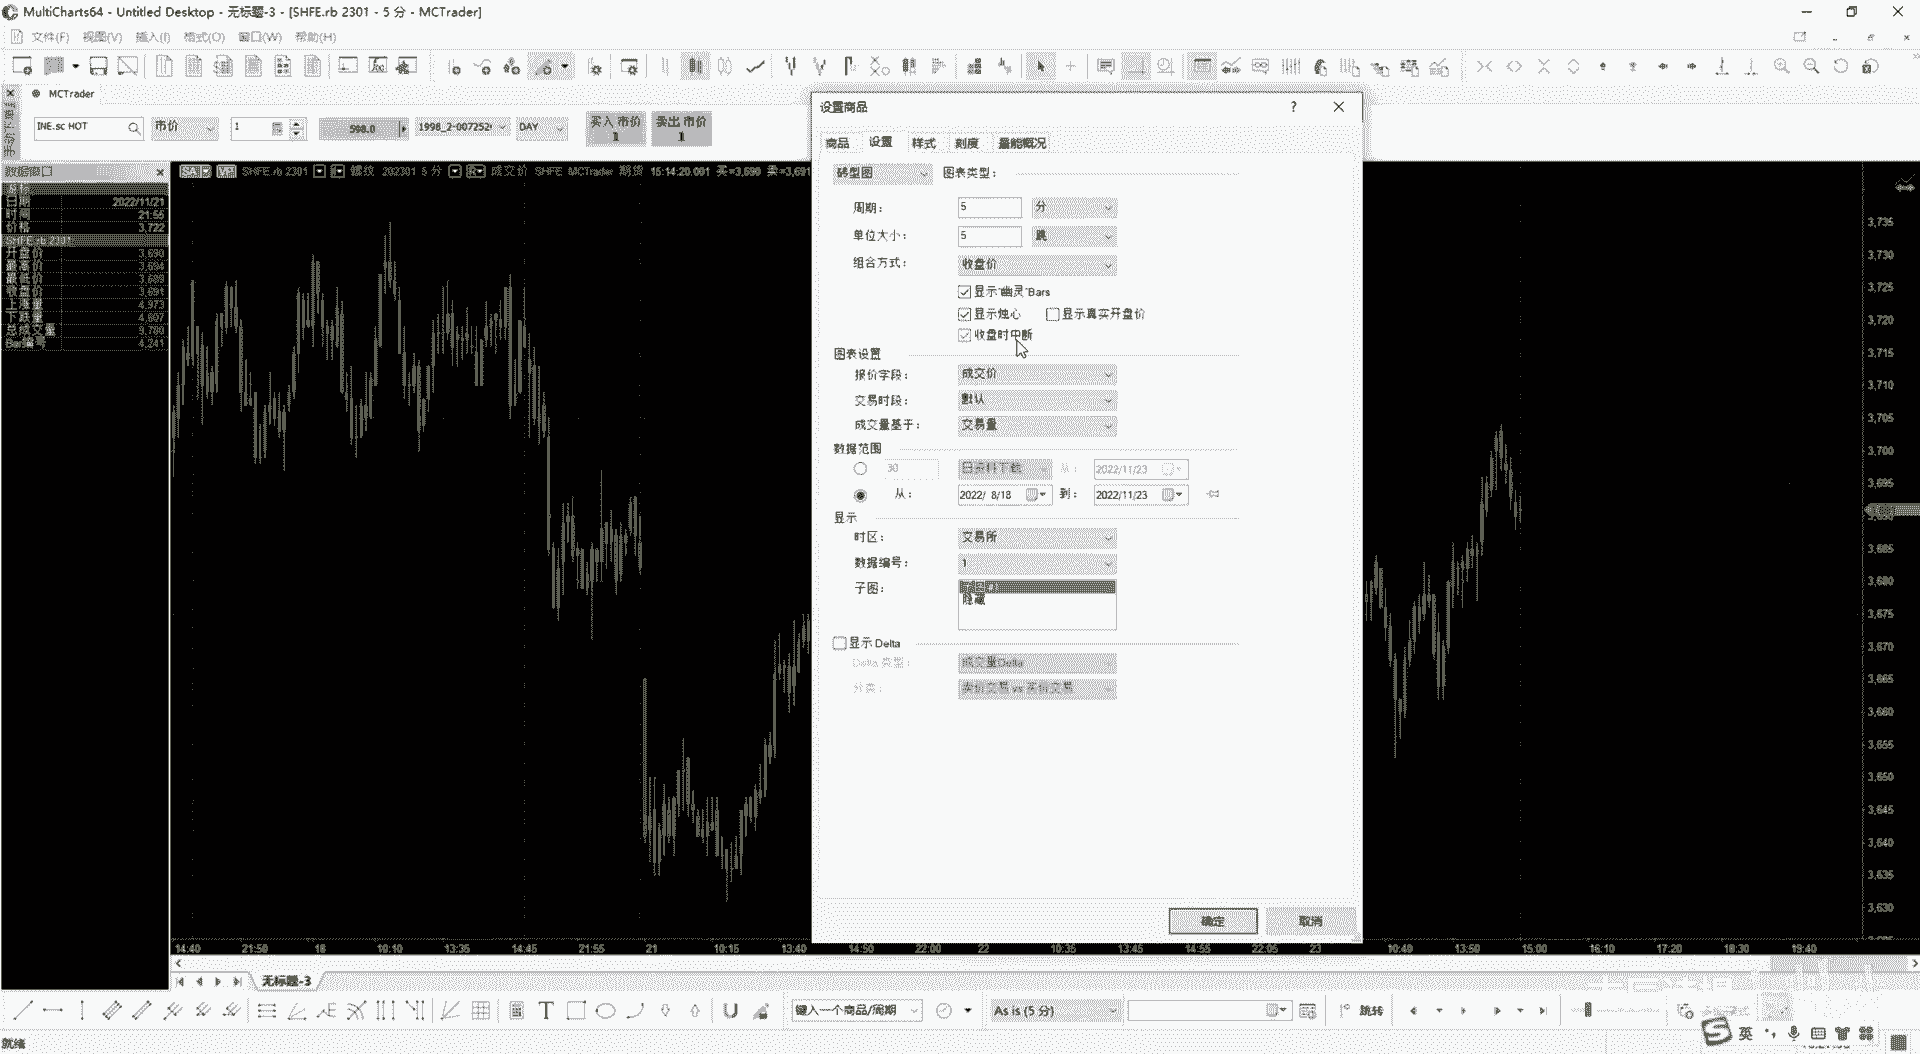 MultiCharts64 - Untitled Desktop - 无标题-3 - [SHFE.rb 2301 - 5 分 - MCTrader]
文件(F) 视图(V) 插入(I) 格式(O) 窗口(W) 帮助(H)
MCTrader
INE.sc HOT 市价 1 598.0 DAY 买入 市价 1 卖出 市价 1
SHFE.rb 2301 螺纹 202301 5 分 成交价 SHFE MCTrader 期货 15:14:20.001 买=3,690 卖=3,691
日期 2022/11/21
时间 21:55
价格 3,722
SHFE.rb 2301
开盘价 3,690
最高价 3,694
最低价 3,689
收盘价 3,691
上涨量 4,973
下跌量 4,807
总成交量 9,780
Bar编号 4,241
设置商品
商品 设置 样式 刻度 量能概况
砖型图 图表类型:
周期: 5 分
单位大小: 5 跳
组合方式: 收盘价
显示"幽灵"Bars
显示烛心 显示真实开盘价
收盘时中断
图表设置
报价字段: 成交价
交易时段: 默认
成交量基于: 交易量
数据范围
30 日资料下载 从: 2022/11/23
从: 2022/ 8/18 到: 2022/11/23
显示
时区: 交易所
数据编号: 1
子图:
隐藏
显示 Delta
Delta 类型: 成交量Delta
分类: 卖价交易 vs 买价交易
确定 取消
3,735
3,730
3,725
3,720
3,715
3,710
3,705
3,700
3,695
3,685
3,680
3,675
3,670
3,665
3,660
3,655
3,650
3,645
3,640
3,635
3,630
14:40 21:50 18 10:10 13:35 14:45 21:55 21 10:15 13:40 14:50 22:00 22 10:35 13:45 14:55 22:05 23 10:40 13:50 15:00 16:10 17:20 18:30 19:40
无标题-3
键入一个商品/周期 As is (5 分) 跳转
英
就绪